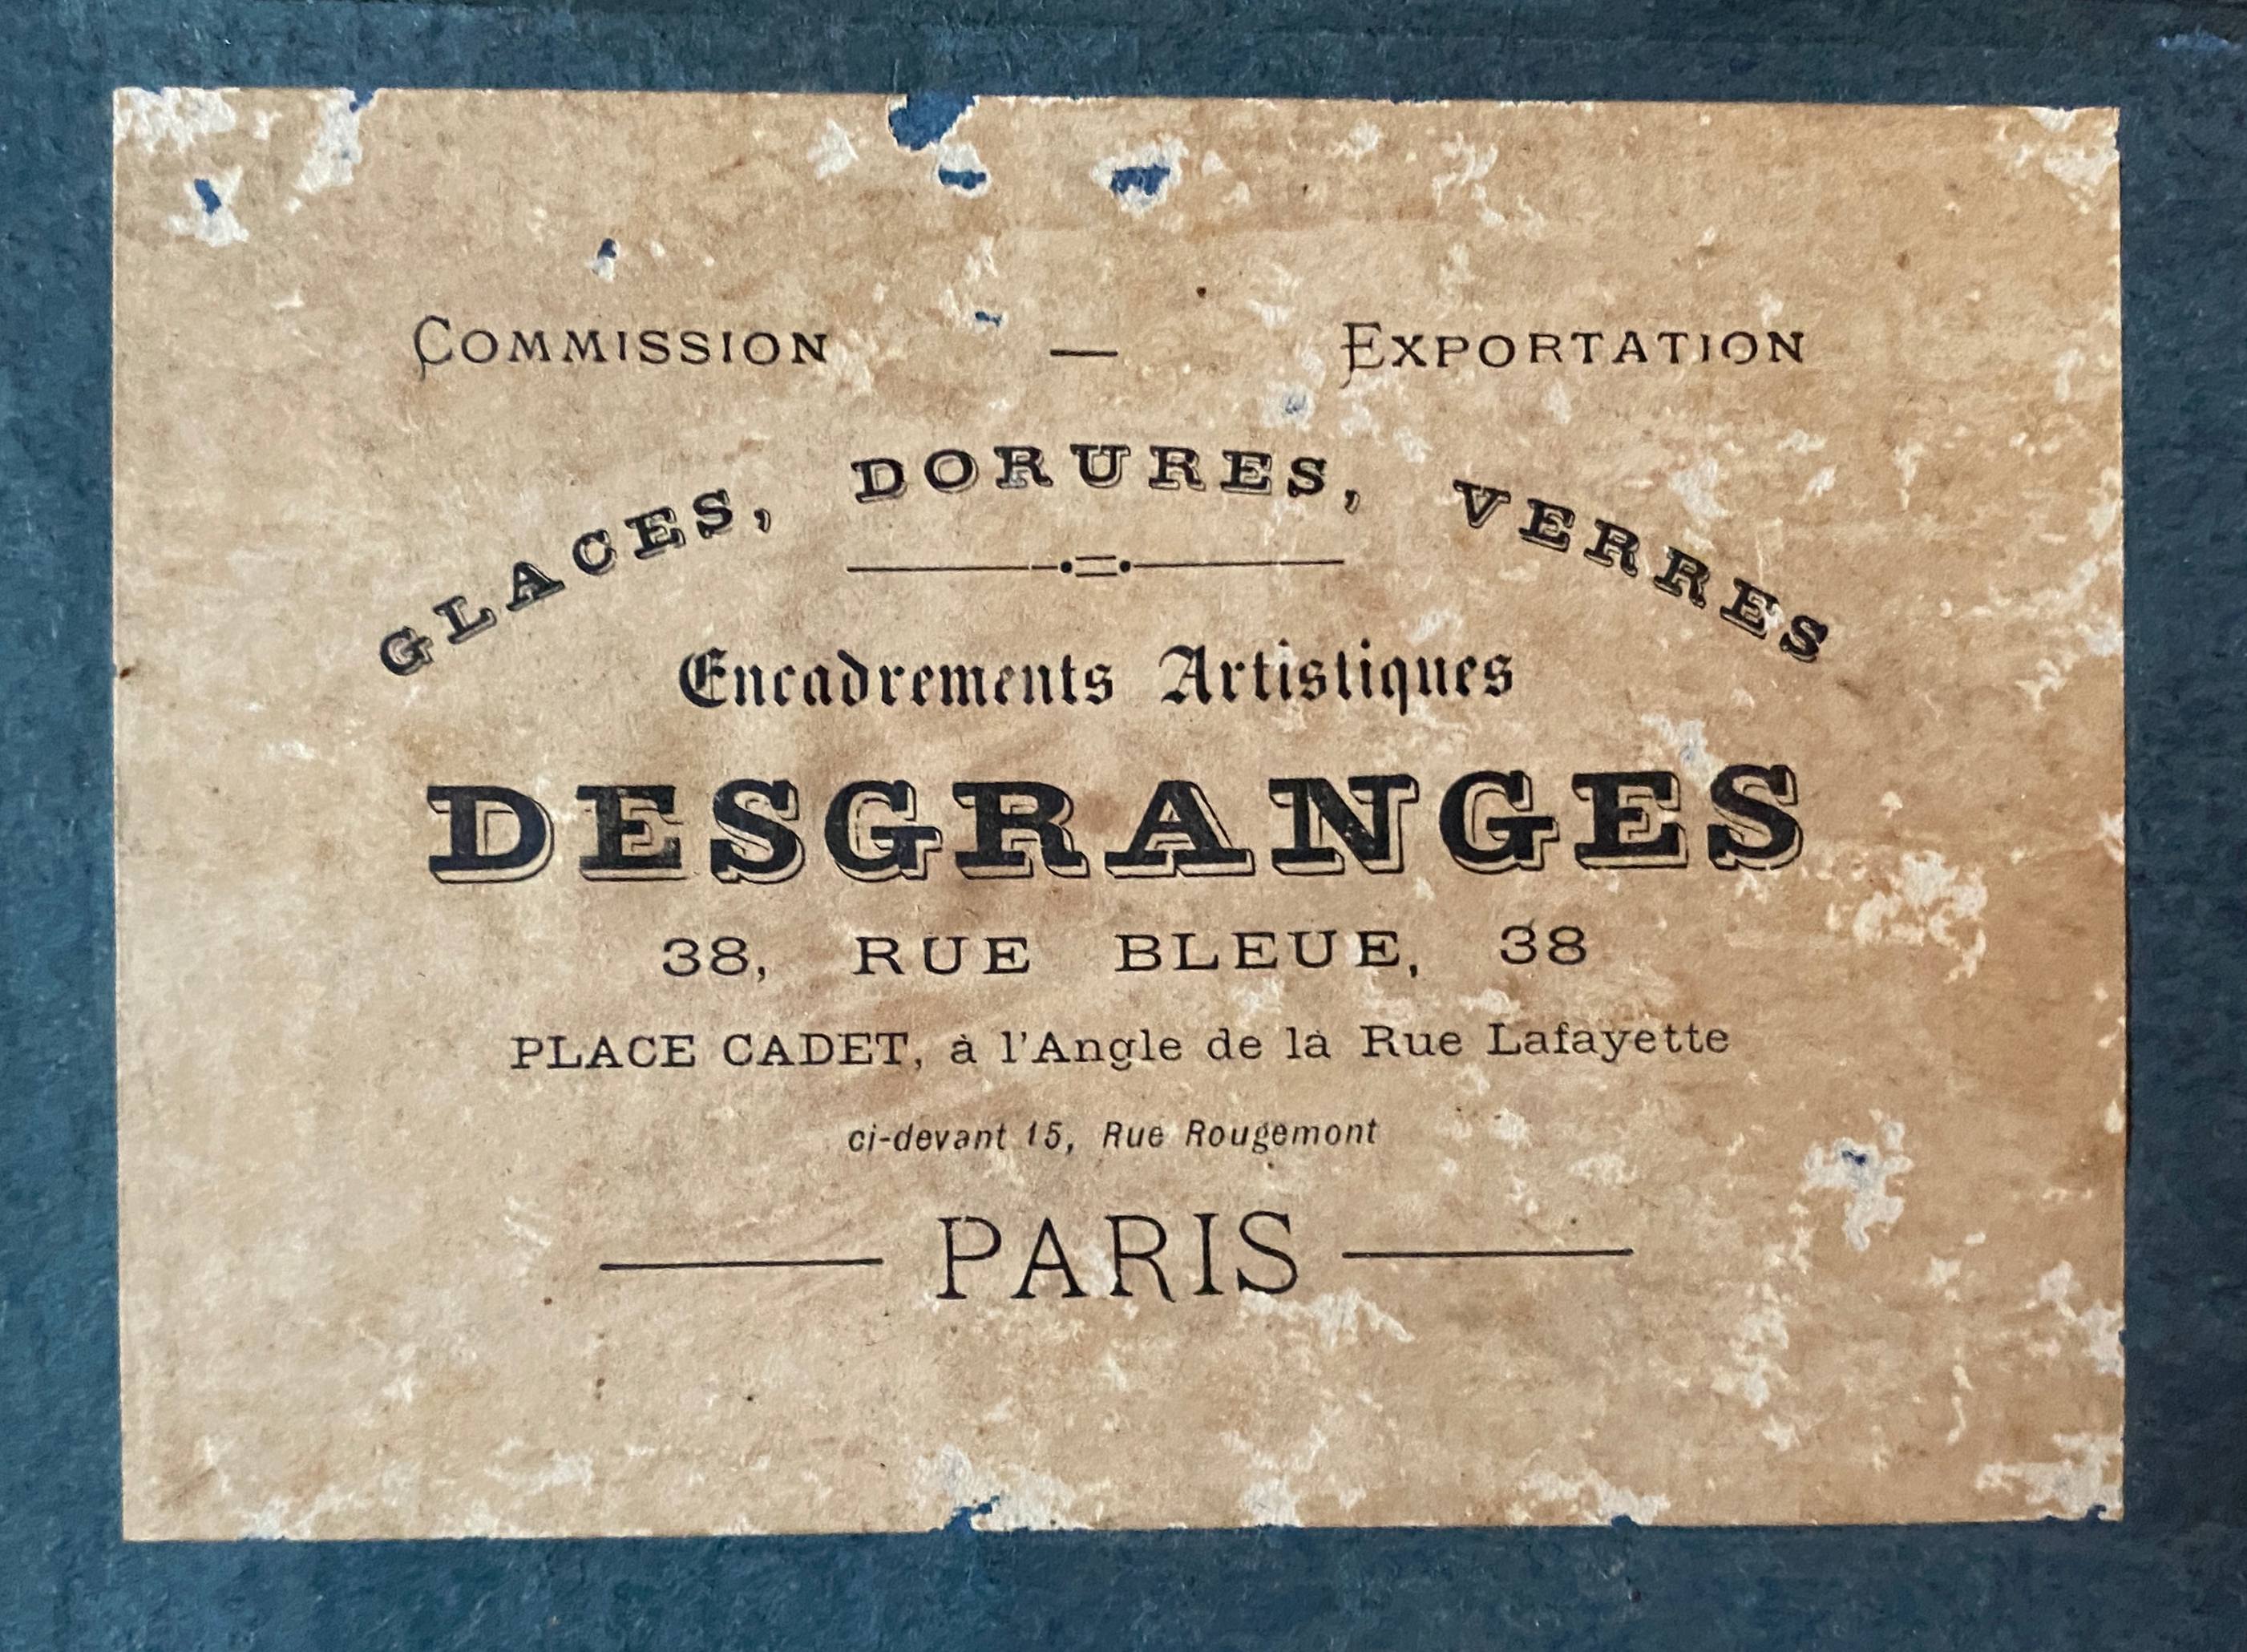 COMMISSION — EXPORTATION
GLACES, DORURES, VERRES
Encadrements Artistiques
DESGRANGES
38, RUE BLEUE, 38
PLACE CADET, à l'Angle de la Rue Lafayette
ci-devant 15, Rue Rougemont
PARIS